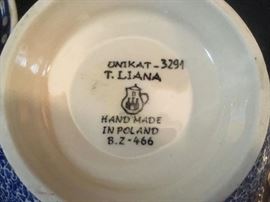 UNIKAT-3291
T. LIANA
HAND MADE
IN POLAND
B.Z-466